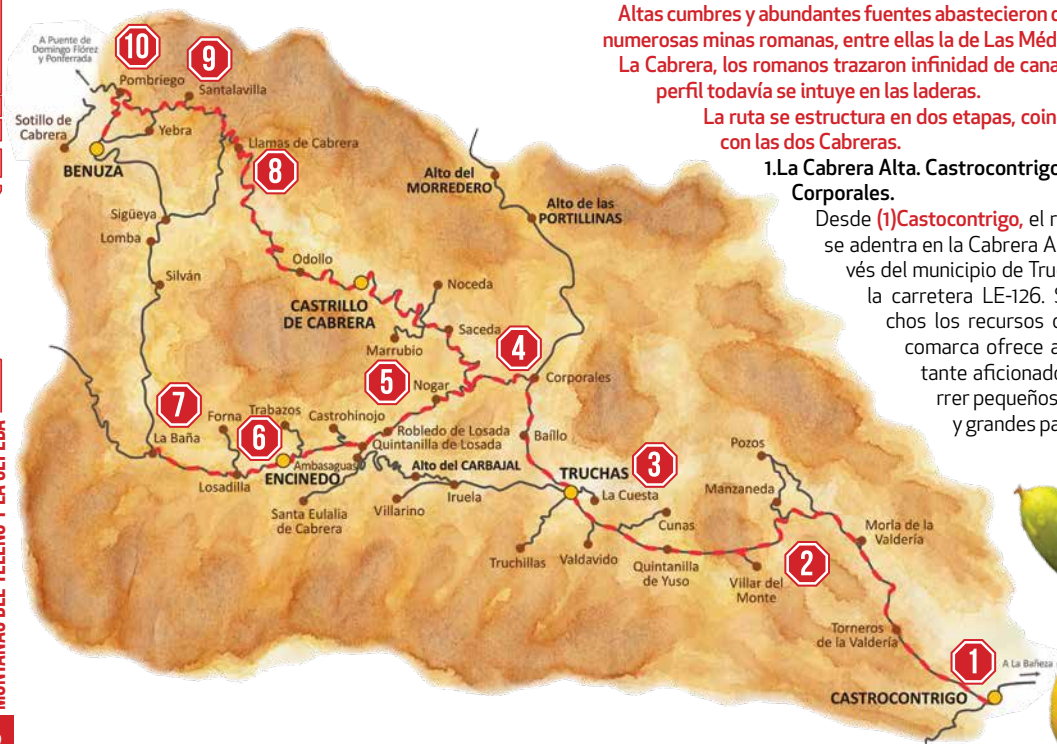 Altas cumbres y abundantes fuentes abastecieron
numerosas minas romanas, entre ellas la de Las
La Cabrera, los romanos trazaron infinidad de
perfil todavía se intuye en las laderas.
La ruta se estructura en dos etapas,
con las dos Cabreras.
1.La Cabrera Alta. Castrocontrigo
Corporales.
Desde (1)Castocontrigo, el
se adentra en la Cabrera
vés del municipio de
la carretera LE-126.
chos los recursos
comarca ofrece
tante aficionado
rrer pequeños
y grandes
A Puente de
Domingo Flórez
y Ponferrada
10
9
Pombriego
Santalavilla
Sotillo de
Cabrera
Yebra
BENUZA
Llamas de Cabrera
8
Alto del
MORREDERO
Alto de las
PORTILLINAS
Sigüeya
Lomba
Silván
Odollo
CASTRILLO
DE CABRERA
Noceda
Saceda
Marrubio
4
Corporales
5
Nogar
7
La Baña
Forna
Trabazos
Castrohinojo
6
Robledo de Losada
Quintanilla de Losada
Ambasaguas
ENCINEDO
Losadilla
Alto del CARBAJAL
Iruela
Villarino
Santa Eulalia
de Cabrera
Baíllo
TRUCHAS
3
La Cuesta
Cunas
Pozos
Manzaneda
Morla de la
Valdería
Truchillas
Valdavido
Quintanilla
de Yuso
Villar del
Monte
2
Torneros
de la Valdería
1
A La Bañeza
CASTROCONTRIGO
MONTAÑAS DEL TELENO Y LA CEPEDA